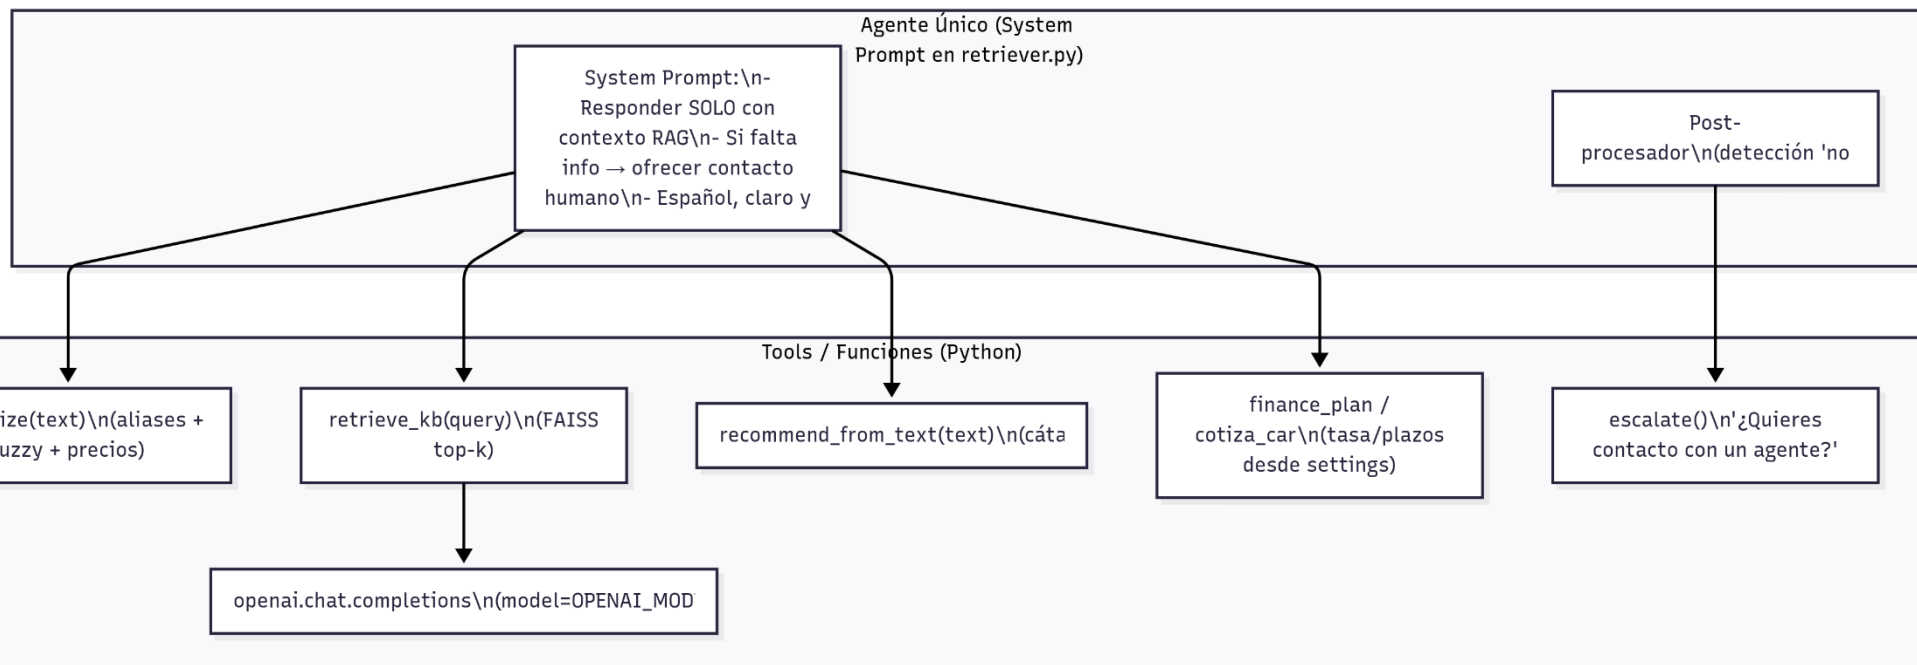 Agente Único (System
Prompt en retriever.py)
System Prompt:\n-
Responder SOLO con
contexto RAG\n- Si falta
info → ofrecer contacto
humano\n- Español, claro y
Post-
procesador\n(detección 'no
Tools / Funciones (Python)
ize(text)\n(aliases +
uzzy + precios)
retrieve_kb(query)\n(FAISS
top-k)
recommend_from_text(text)\n(cáta
finance_plan /
cotiza_car\n(tasa/plazos
desde settings)
escalate()\n'¿Quieres
contacto con un agente?'
openai.chat.completions\n(model=OPENAI_MOD